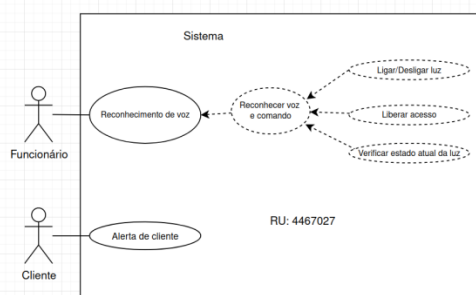 Sistema
Ligar/Desligar luz
Reconhecimento de voz
Reconhecer voz
e comando
Liberar acesso
Funcionário
Verificar estado atual da luz
RU: 4467027
Alerta de cliente
Cliente